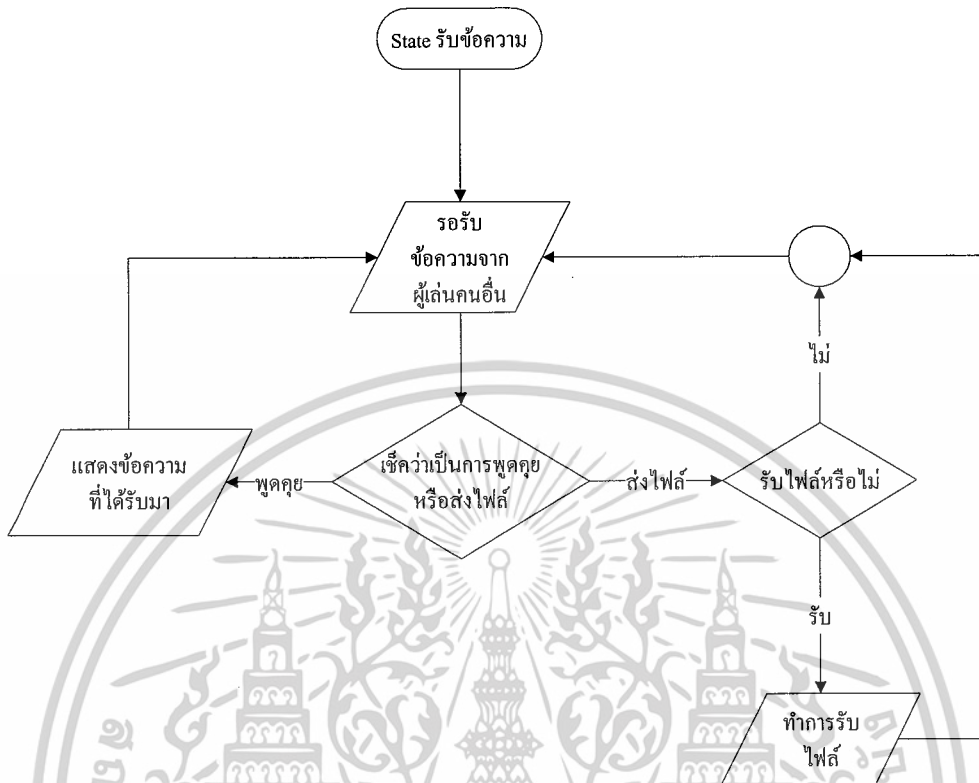 State รับข้อความ
รอรับ
ข้อความจาก
ผู้เล่นคนอื่น
ไม่
แสดงข้อความ
ที่ได้รับมา
พูดคุย
เช็คว่าเป็นการพูดคุย
หรือส่งไฟล์
ส่งไฟล์
รับไฟล์หรือไม่
รับ
ทำการรับ
ไฟล์